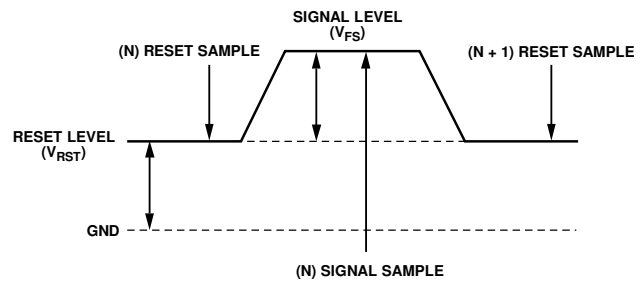 SIGNAL LEVEL
(VFS)
(N) RESET SAMPLE
(N + 1) RESET SAMPLE
RESET LEVEL
(VRST)
GND
(N) SIGNAL SAMPLE